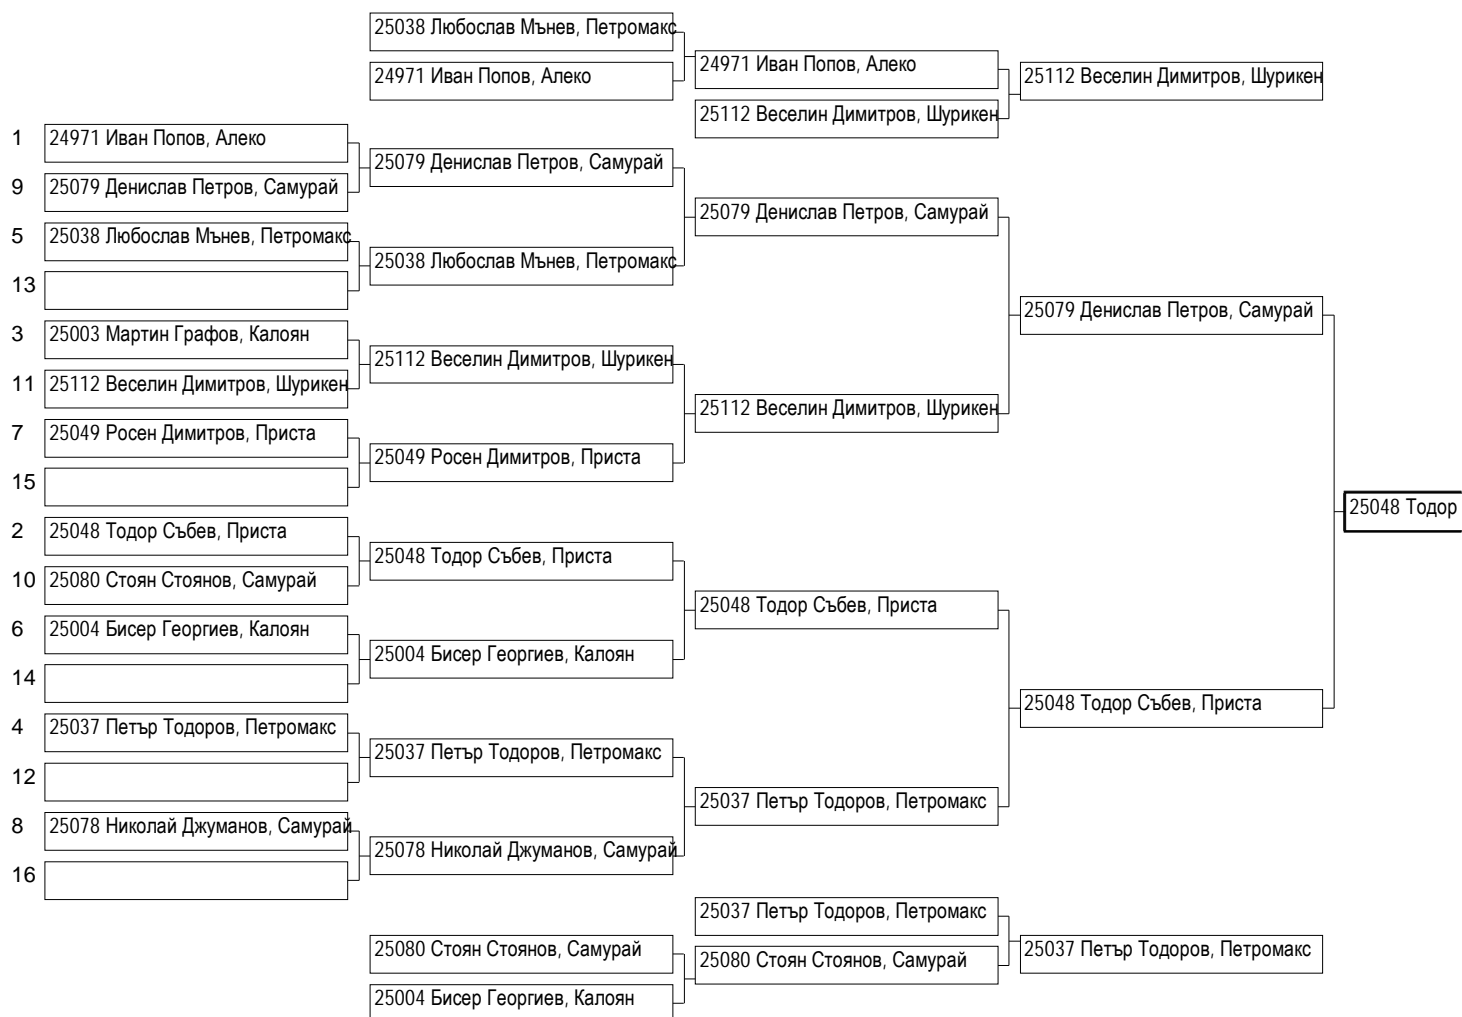 25038 Любослав Мънев, Петромакс
24971 Иван Попов, Алеко
24971 Иван Попов, Алеко
25112 Веселин Димитров, Шурикен
25112 Веселин Димитров, Шурикен
1 24971 Иван Попов, Алеко
25079 Денислав Петров, Самурай
9 25079 Денислав Петров, Самурай
25079 Денислав Петров, Самурай
5 25038 Любослав Мънев, Петромакс
25038 Любослав Мънев, Петромакс
13
25079 Денислав Петров, Самурай
3 25003 Мартин Графов, Калоян
25112 Веселин Димитров, Шурикен
11 25112 Веселин Димитров, Шурикен
25112 Веселин Димитров, Шурикен
7 25049 Росен Димитров, Приста
25049 Росен Димитров, Приста
15
25048 Тодор
2 25048 Тодор Събев, Приста
25048 Тодор Събев, Приста
10 25080 Стоян Стоянов, Самурай
25048 Тодор Събев, Приста
6 25004 Бисер Георгиев, Калоян
25004 Бисер Георгиев, Калоян
14
25048 Тодор Събев, Приста
4 25037 Петър Тодоров, Петромакс
25037 Петър Тодоров, Петромакс
12
25037 Петър Тодоров, Петромакс
8 25078 Николай Джуманов, Самурай
25078 Николай Джуманов, Самурай
16
25037 Петър Тодоров, Петромакс
25080 Стоян Стоянов, Самурай
25080 Стоян Стоянов, Самурай
25037 Петър Тодоров, Петромакс
25004 Бисер Георгиев, Калоян